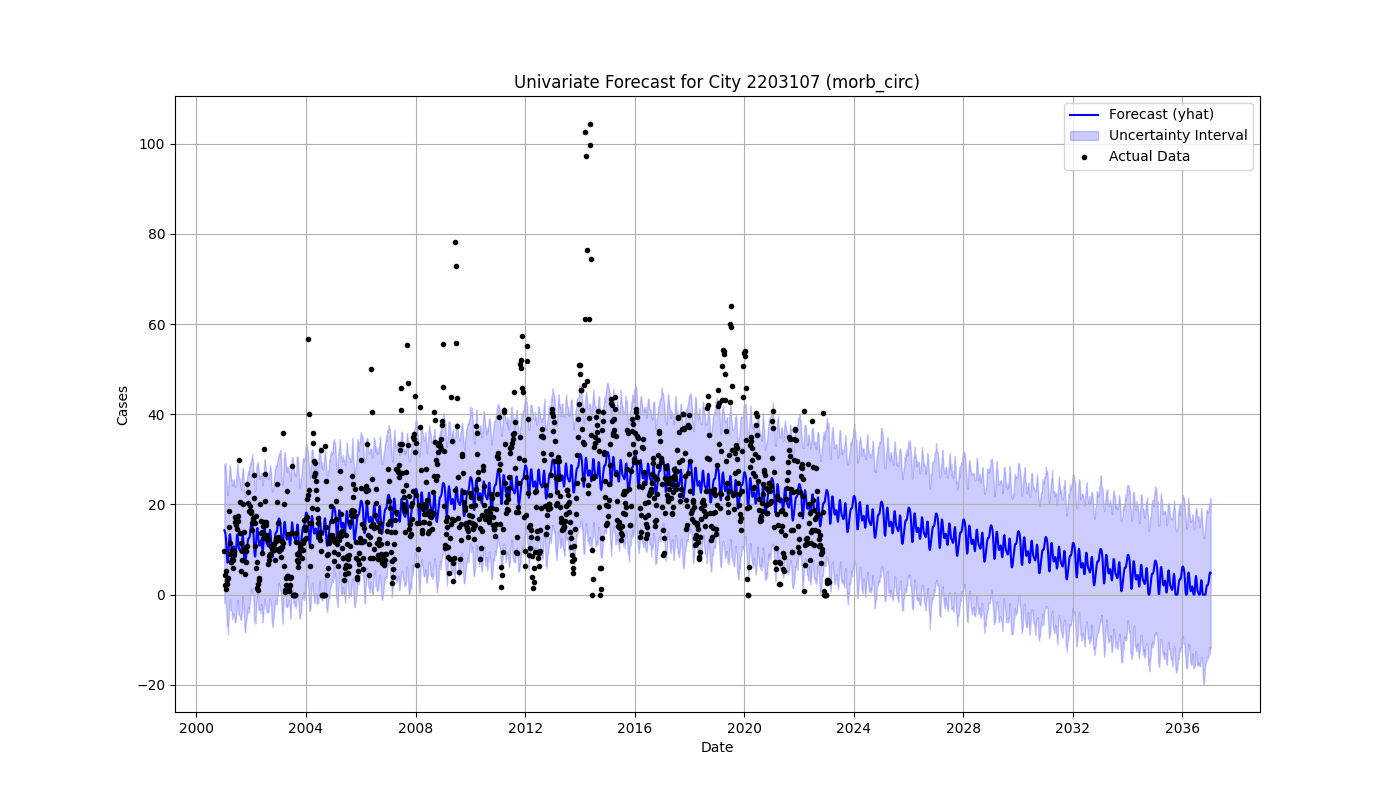 Univariate Forecast for City 2203107 (morb_circ)
Forecast (yhat)
Uncertainty Interval
Actual Data
Cases
100
80
60
40
20
0
−20
2000 2004 2008 2012 2016 2020 2024 2028 2032 2036
Date